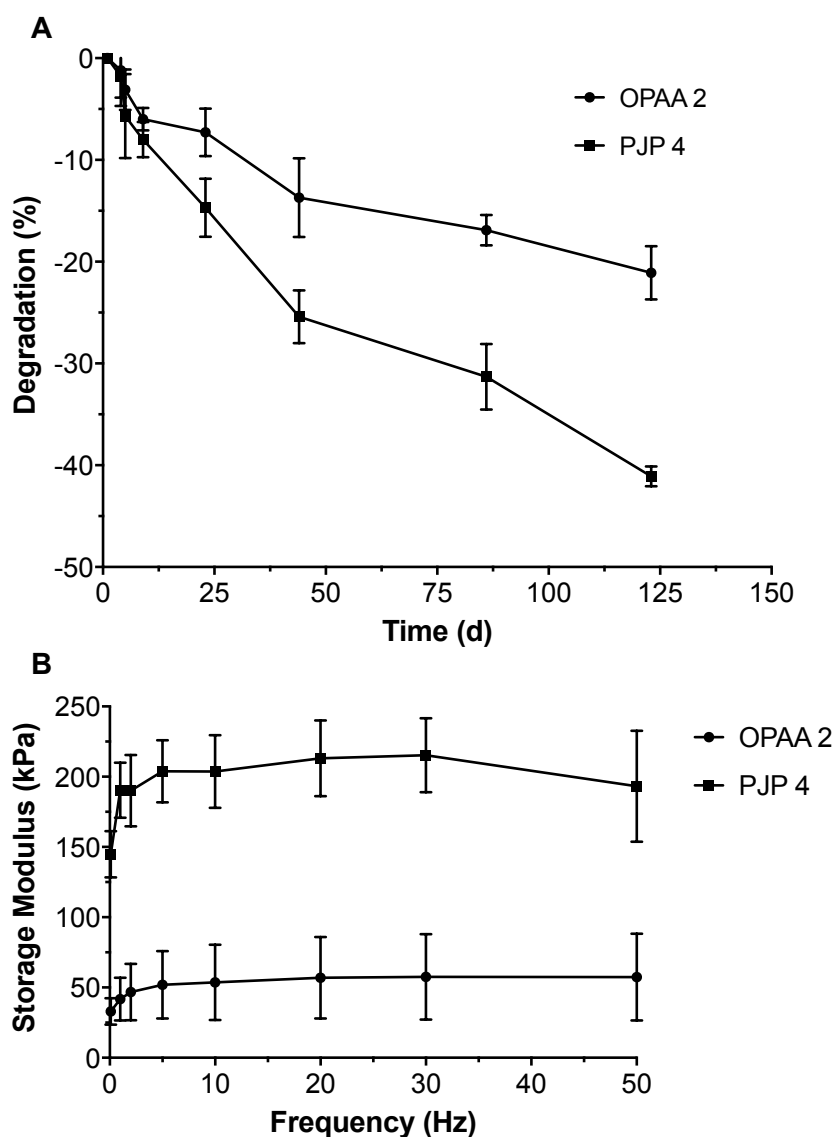 A
0
-10
-20
-30
-40
-50
Degradation (%)
OPAA 2
PJP 4
0 25 50 75 100 125 150
Time (d)
B
250
200
150
100
50
0
Storage Modulus (kPa)
OPAA 2
PJP 4
0 10 20 30 40 50
Frequency (Hz)